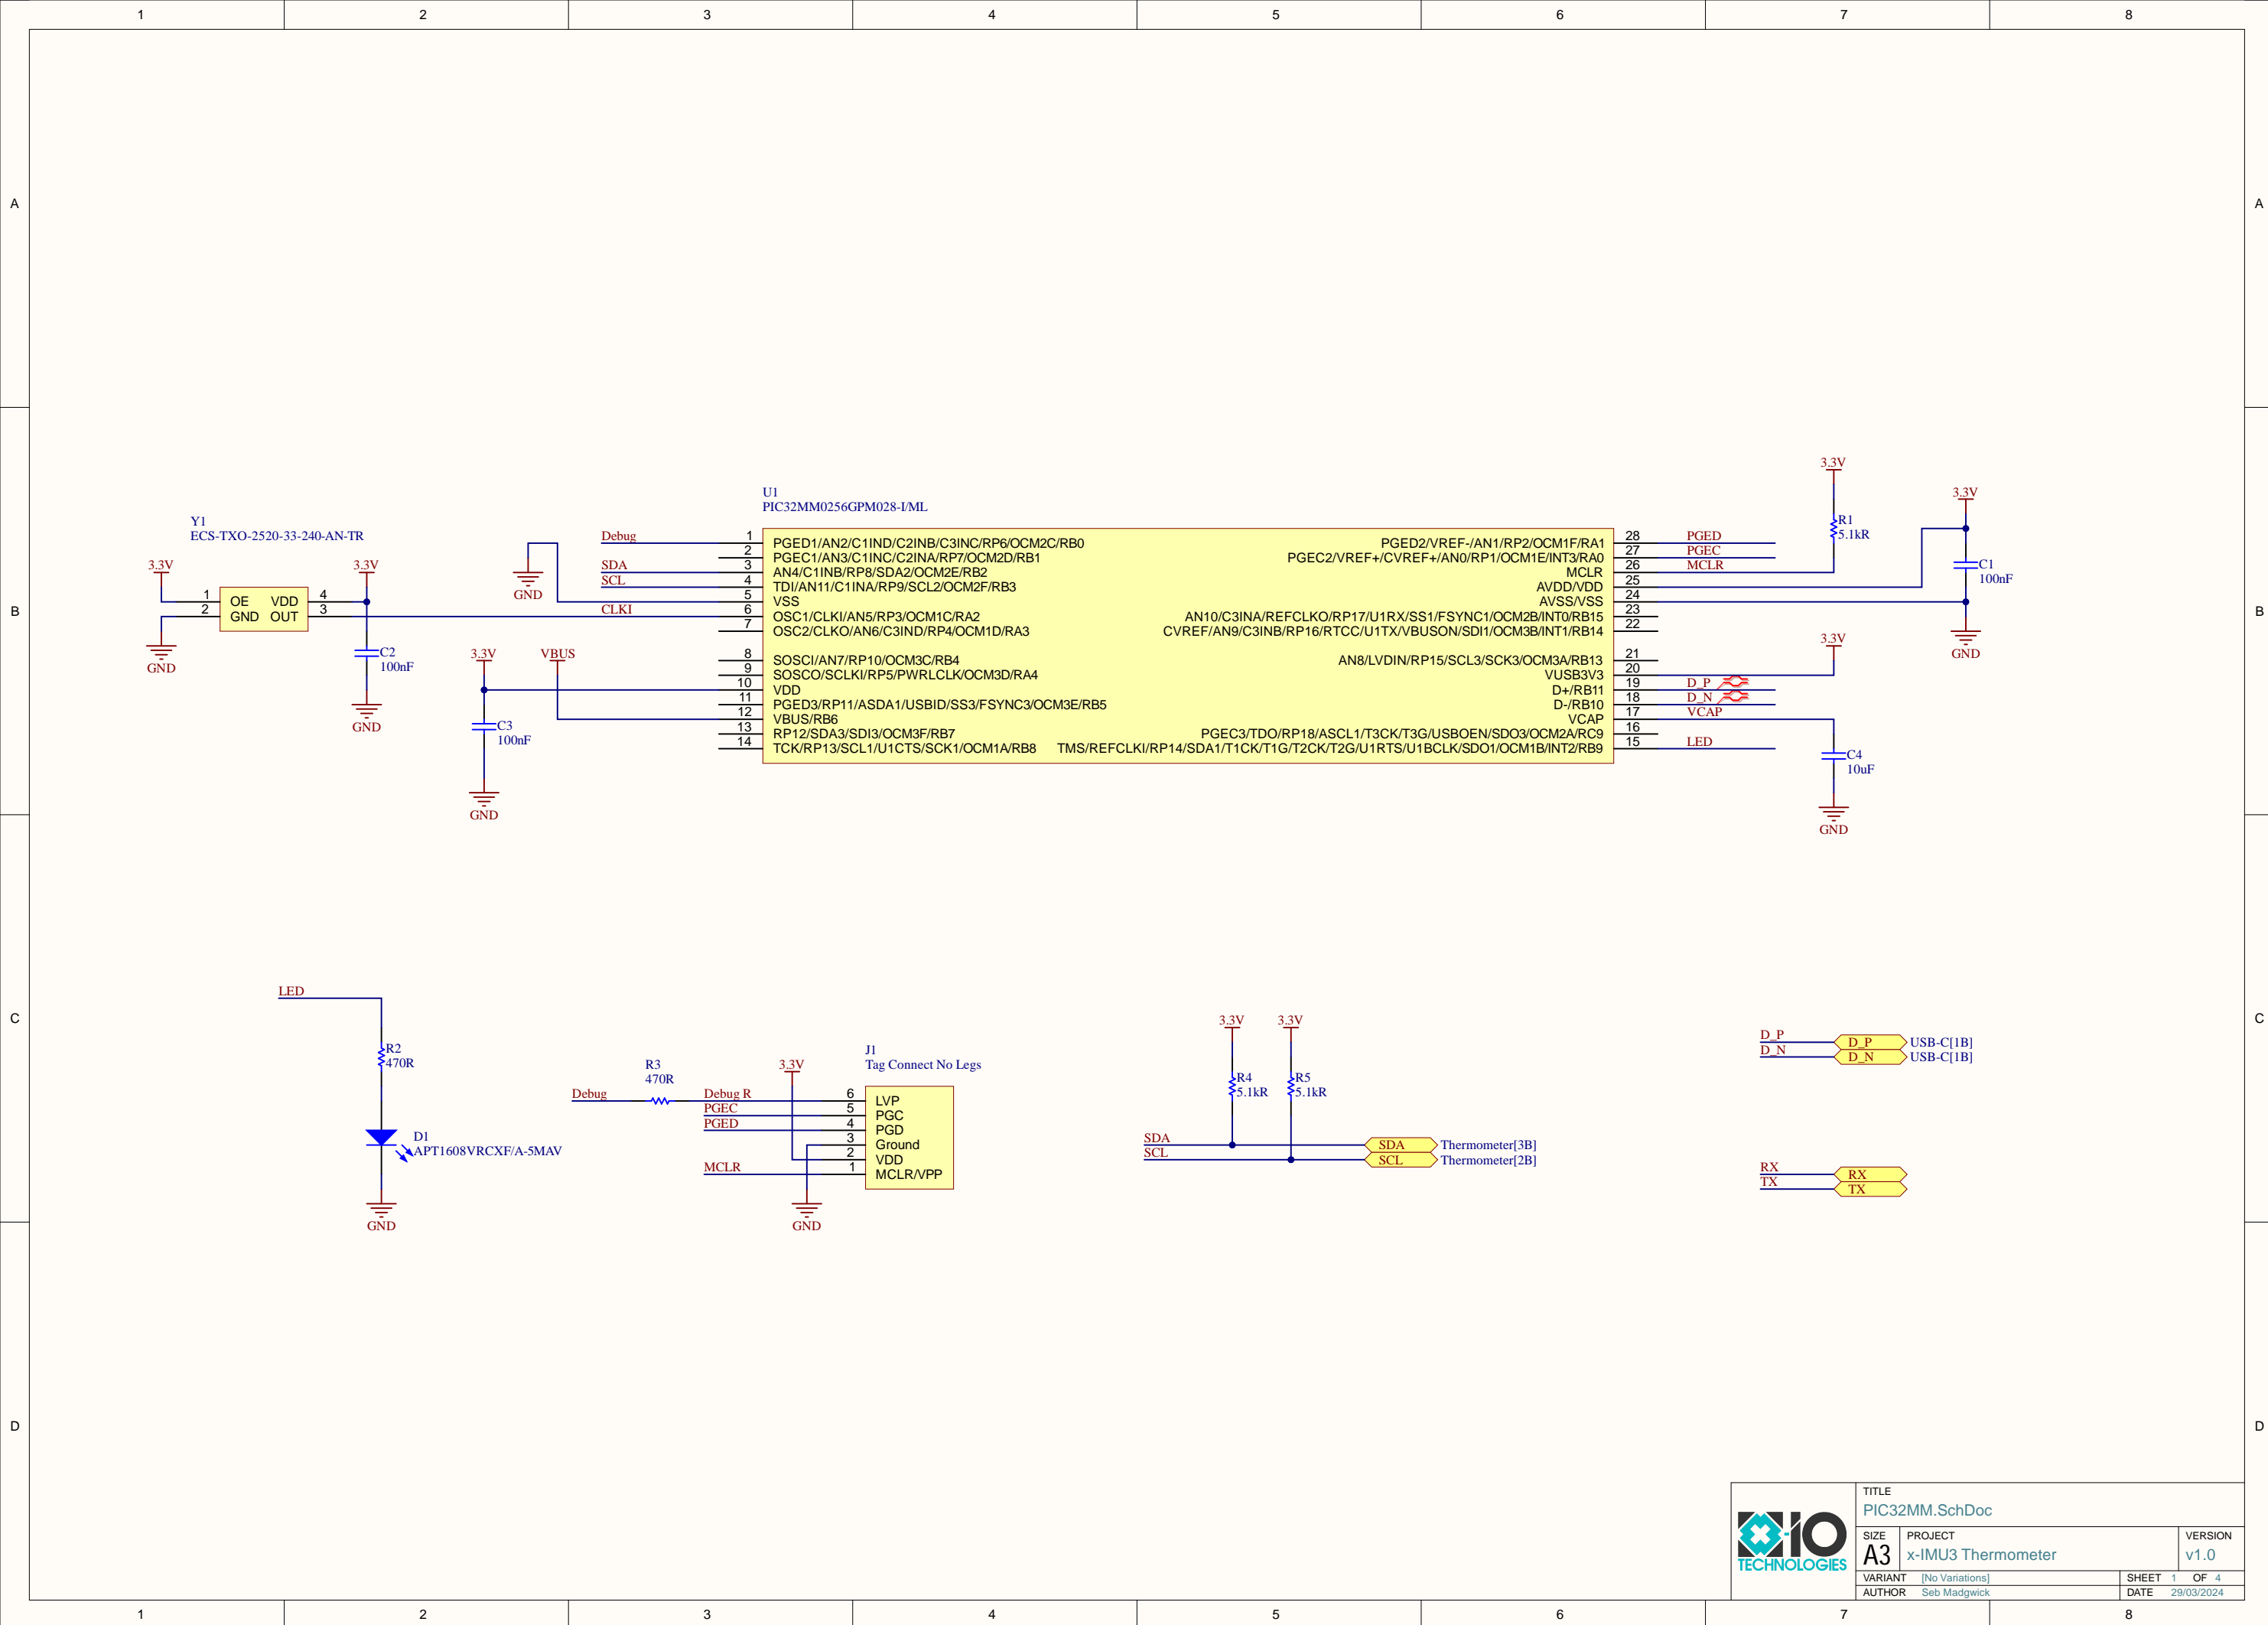 1 2 3 4 5 6 7 8
A A
B B
C C
D D
U1
PIC32MM0256GPM028-I/ML
1 PGED1/AN2/C1IND/C2INB/C3INC/RP6/OCM2C/RB0
2 PGEC1/AN3/C1INC/C2INA/RP7/OCM2D/RB1
3 AN4/C1INB/RP8/SDA2/OCM2E/RB2
4 TDI/AN11/C1INA/RP9/SCL2/OCM2F/RB3
5 VSS
6 OSC1/CLKI/AN5/RP3/OCM1C/RA2
7 OSC2/CLKO/AN6/C3IND/RP4/OCM1D/RA3
8 SOSCI/AN7/RP10/OCM3C/RB4
9 SOSCO/SCLKI/RP5/PWRLCLK/OCM3D/RA4
10 VDD
11 PGED3/RP11/ASDA1/USBID/SS3/FSYNC3/OCM3E/RB5
12 VBUS/RB6
13 RP12/SDA3/SDI3/OCM3F/RB7
14 TCK/RP13/SCL1/U1CTS/SCK1/OCM1A/RB8
PGED2/VREF-/AN1/RP2/OCM1F/RA1 28
PGEC2/VREF+/CVREF+/AN0/RP1/OCM1E/INT3/RA0 27
MCLR 26
AVDD/VDD 25
AVSS/VSS 24
AN10/C3INA/REFCLKO/RP17/U1RX/SS1/FSYNC1/OCM2B/INT0/RB15 23
CVREF/AN9/C3INB/RP16/RTCC/U1TX/VBUSON/SDI1/OCM3B/INT1/RB14 22
AN8/LVDIN/RP15/SCL3/SCK3/OCM3A/RB13 21
VUSB3V3 20
D+/RB11 19
D-/RB10 18
VCAP 17
PGEC3/TDO/RP18/ASCL1/T3CK/T3G/USBOEN/SDO3/OCM2A/RC9 16
TMS/REFCLKI/RP14/SDA1/T1CK/T1G/T2CK/T2G/U1RTS/U1BCLK/SDO1/OCM1B/INT2/RB9 15
Debug
SDA
SCL
CLKI
GND
PGED
PGEC
MCLR
D_P
D_N
VCAP
LED
3.3V
R1
5.1kR
3.3V
C1
100nF
GND
3.3V
C4
10uF
GND
Y1
ECS-TXO-2520-33-240-AN-TR
3.3V
3.3V
1 OE VDD 4
2 GND OUT 3
GND
C2
100nF
GND
3.3V
VBUS
C3
100nF
GND
LED
R2
470R
D1
APT1608VRCXF/A-5MAV
GND
J1
Tag Connect No Legs
R3
470R
3.3V
Debug
Debug R 6 LVP
PGEC 5 PGC
PGED 4 PGD
3 Ground
2 VDD
MCLR 1 MCLR/VPP
GND
3.3V 3.3V
R4
5.1kR
R5
5.1kR
SDA SDA Thermometer[3B]
SCL SCL Thermometer[2B]
D_P D_P USB-C[1B]
D_N D_N USB-C[1B]
RX RX
TX TX
X-IO
TECHNOLOGIES
TITLE
PIC32MM.SchDoc
SIZE
A3
PROJECT
x-IMU3 Thermometer
VERSION
v1.0
VARIANT [No Variations]
SHEET 1 OF 4
AUTHOR Seb Madgwick
DATE 29/03/2024
1 2 3 4 5 6 7 8